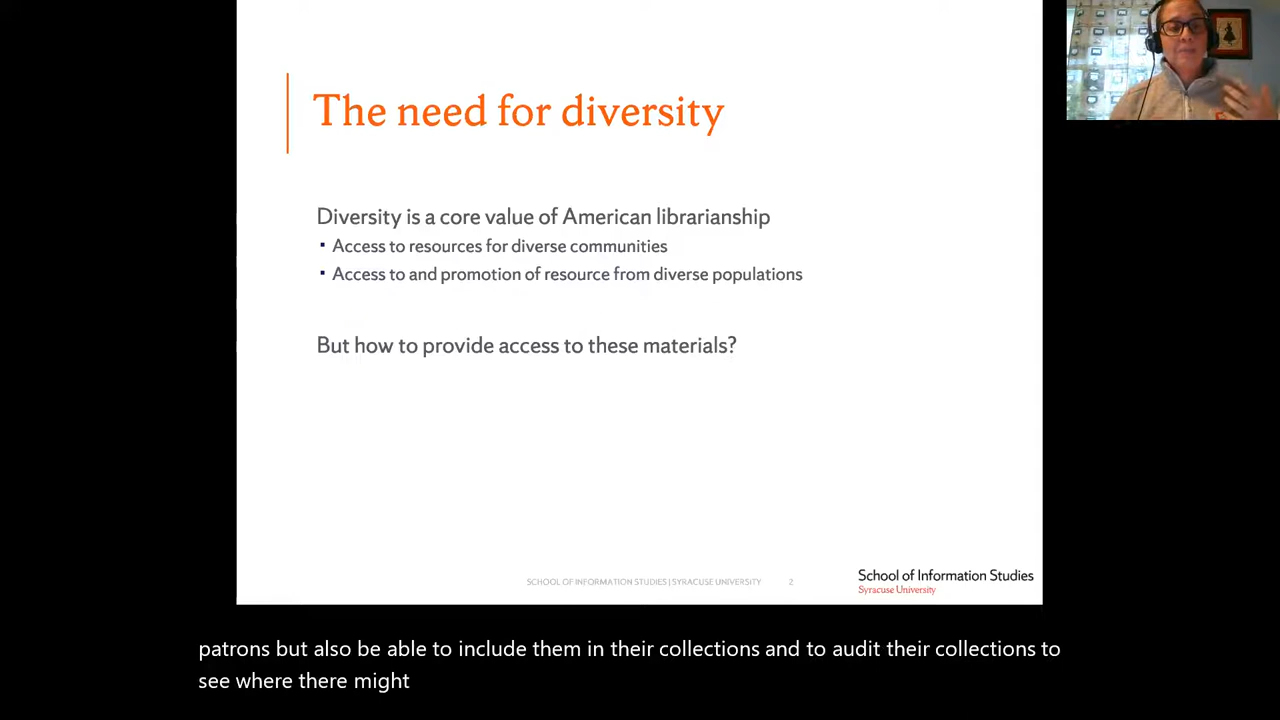 The need for diversity
Diversity is a core value of American librarianship
▪ Access to resources for diverse communities
▪ Access to and promotion of resource from diverse populations
But how to provide access to these materials?
SCHOOL OF INFORMATION STUDIES | SYRACUSE UNIVERSITY 2
School of Information Studies
Syracuse University
patrons but also be able to include them in their collections and to audit their collections to
see where there might